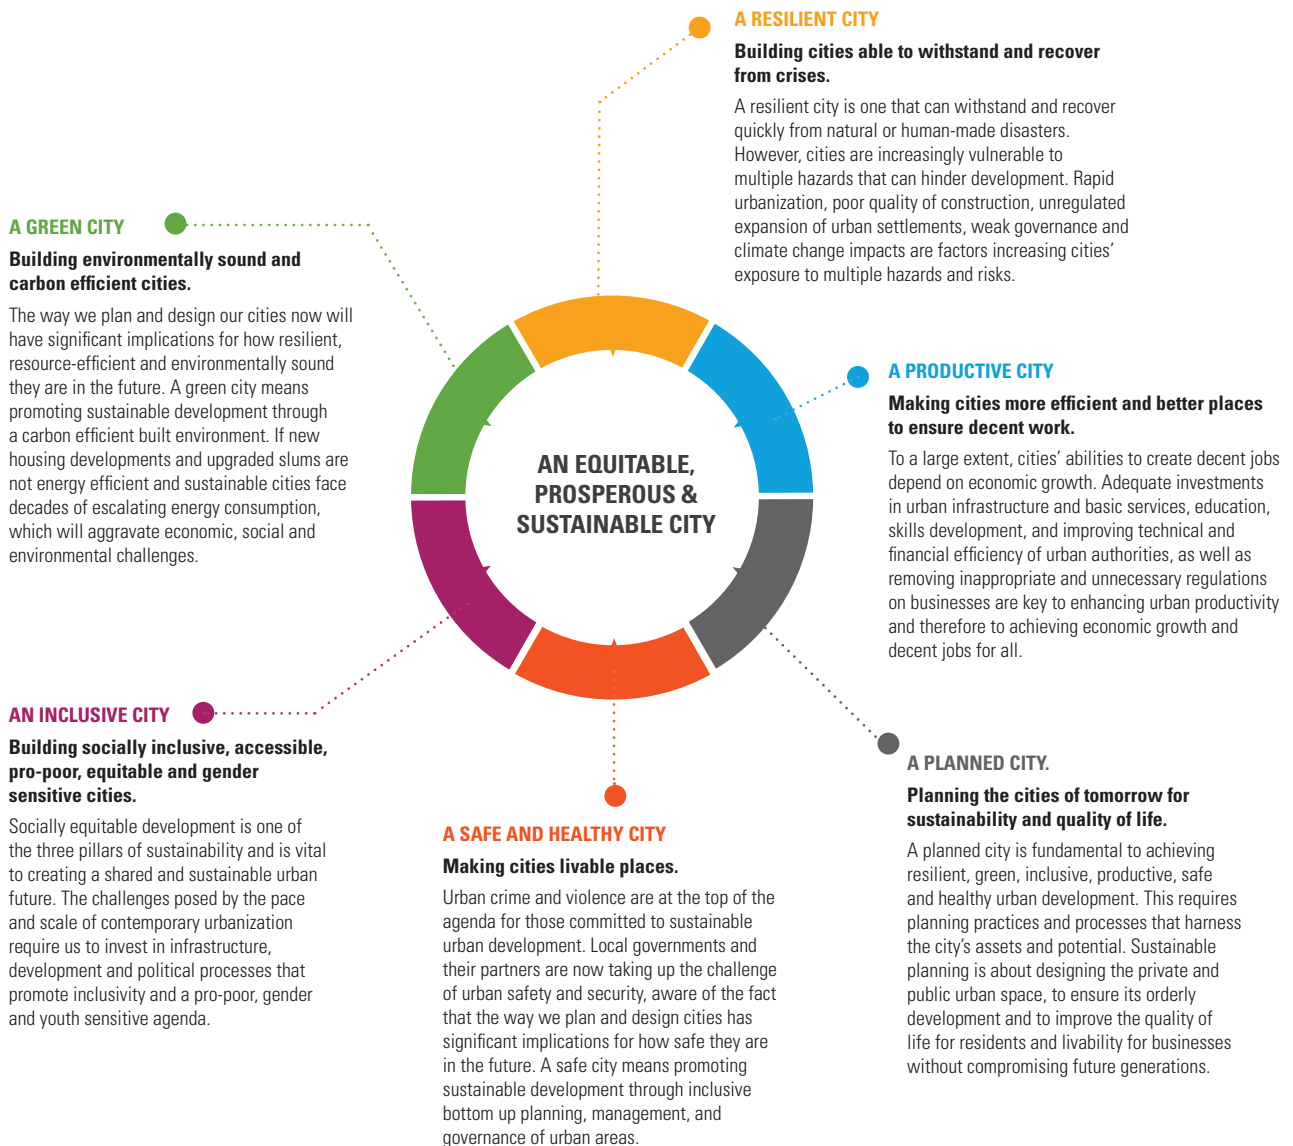 A RESILIENT CITY
Building cities able to withstand and recover
from crises.
A resilient city is one that can withstand and recover
quickly from natural or human-made disasters.
However, cities are increasingly vulnerable to
multiple hazards that can hinder development. Rapid
urbanization, poor quality of construction, unregulated
expansion of urban settlements, weak governance and
climate change impacts are factors increasing cities’
exposure to multiple hazards and risks.
A GREEN CITY
Building environmentally sound and
carbon efficient cities.
The way we plan and design our cities now will
have significant implications for how resilient,
resource-efficient and environmentally sound
they are in the future. A green city means
promoting sustainable development through
a carbon efficient built environment. If new
housing developments and upgraded slums are
not energy efficient and sustainable cities face
decades of escalating energy consumption,
which will aggravate economic, social and
environmental challenges.
A PRODUCTIVE CITY
Making cities more efficient and better places
to ensure decent work.
To a large extent, cities’ abilities to create decent jobs
depend on economic growth. Adequate investments
in urban infrastructure and basic services, education,
skills development, and improving technical and
financial efficiency of urban authorities, as well as
removing inappropriate and unnecessary regulations
on businesses are key to enhancing urban productivity
and therefore to achieving economic growth and
decent jobs for all.
AN EQUITABLE,
PROSPEROUS &
SUSTAINABLE CITY
AN INCLUSIVE CITY
Building socially inclusive, accessible,
pro-poor, equitable and gender
sensitive cities.
Socially equitable development is one of
the three pillars of sustainability and is vital
to creating a shared and sustainable urban
future. The challenges posed by the pace
and scale of contemporary urbanization
require us to invest in infrastructure,
development and political processes that
promote inclusivity and a pro-poor, gender
and youth sensitive agenda.
A SAFE AND HEALTHY CITY
Making cities livable places.
Urban crime and violence are at the top of the
agenda for those committed to sustainable
urban development. Local governments and
their partners are now taking up the challenge
of urban safety and security, aware of the fact
that the way we plan and design cities has
significant implications for how safe they are
in the future. A safe city means promoting
sustainable development through inclusive
bottom up planning, management, and
governance of urban areas.
A PLANNED CITY.
Planning the cities of tomorrow for
sustainability and quality of life.
A planned city is fundamental to achieving
resilient, green, inclusive, productive, safe
and healthy urban development. This requires
planning practices and processes that harness
the city’s assets and potential. Sustainable
planning is about designing the private and
public urban space, to ensure its orderly
development and to improve the quality of
life for residents and livability for businesses
without compromising future generations.